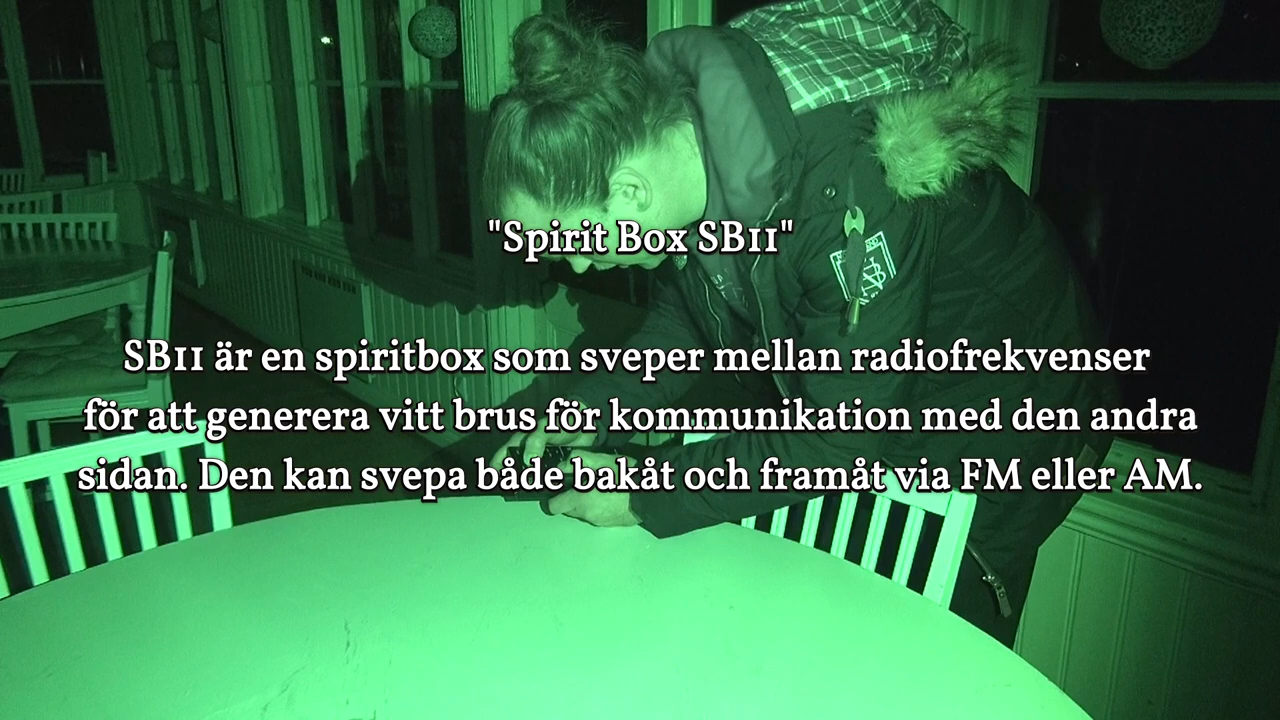 "Spirit Box SB11"
SB11 är en spiritbox som sveper mellan radiofrekvenser
för att generera vitt brus för kommunikation med den andra
sidan. Den kan svepa både bakåt och framåt via FM eller AM.